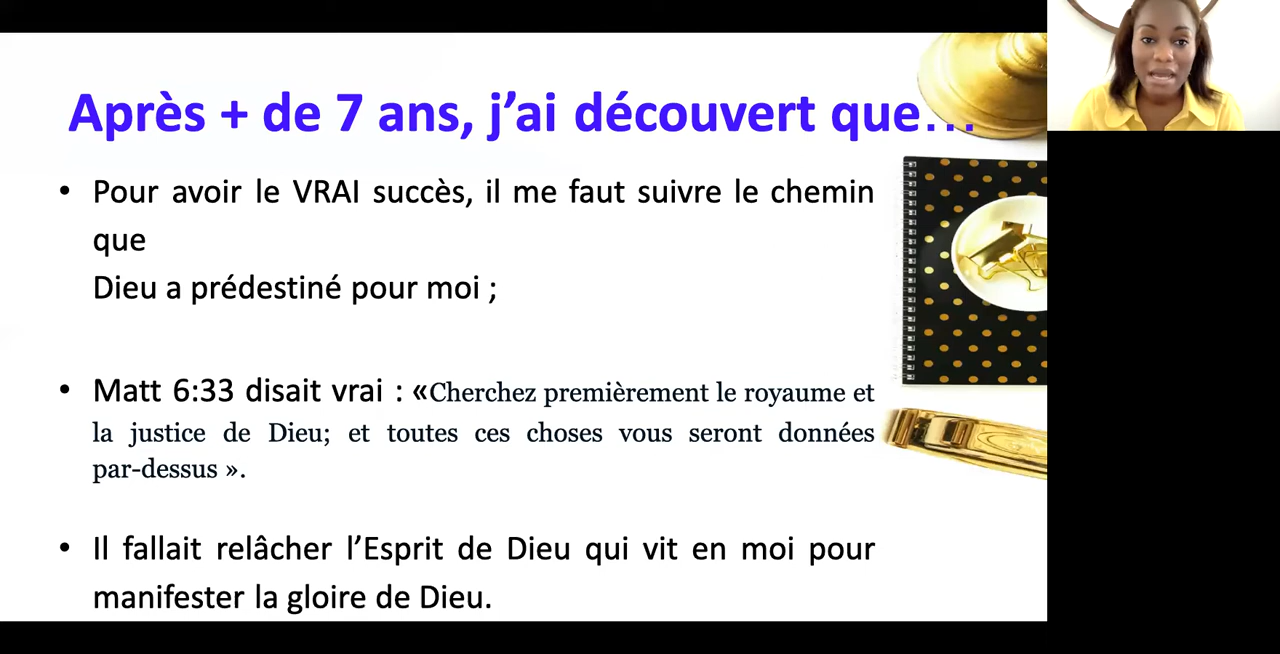 Après + de 7 ans, j’ai découvert que…
• Pour avoir le VRAI succès, il me faut suivre le chemin
que
Dieu a prédestiné pour moi ;
• Matt 6:33 disait vrai : «Cherchez premièrement le royaume et
la justice de Dieu; et toutes ces choses vous seront données
par-dessus ».
• Il fallait relâcher l’Esprit de Dieu qui vit en moi pour
manifester la gloire de Dieu.